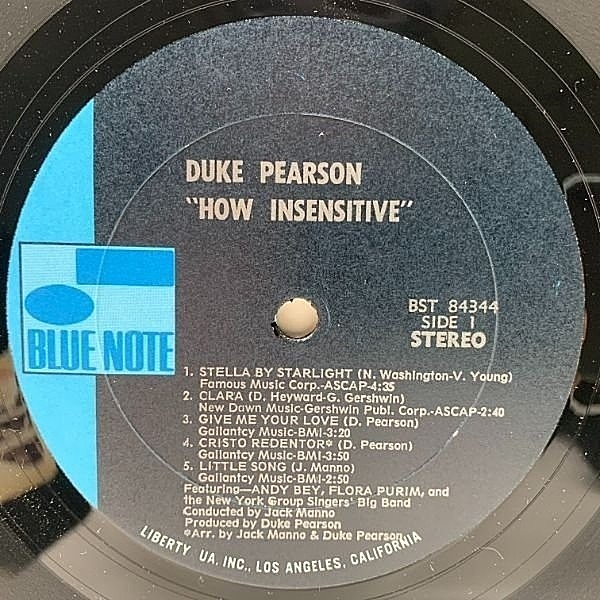 DUKE PEARSON
"HOW INSENSITIVE"
BLUE NOTE
BST 84344
SIDE 1
STEREO
1. STELLA BY STARLIGHT (N. Washington-V. Young)
Famous Music Corp.-ASCAP-4:35
2. CLARA (D. Heyward-G. Gershwin)
New Dawn Music-Gershwin Publ. Corp.-ASCAP-2:40
3. GIVE ME YOUR LOVE (D. Pearson)
Gailantcy Music-BMI-3:20
4. CRISTO REDENTOR® (D. Pearson)
Gailantcy Music-BMI-3:50
5. LITTLE SONG (J. Manno)
Gailantcy Music-BMI-2:50
Featuring—ANDY BEY, FLORA PURIM, and
the New York Group Singers' Big Band
Conducted by Jack Manno
Produced by Duke Pearson
®Arr. by Jack Manno & Duke Pearson
LIBERTY UA, INC., LOS ANGELES, CALIFORNIA